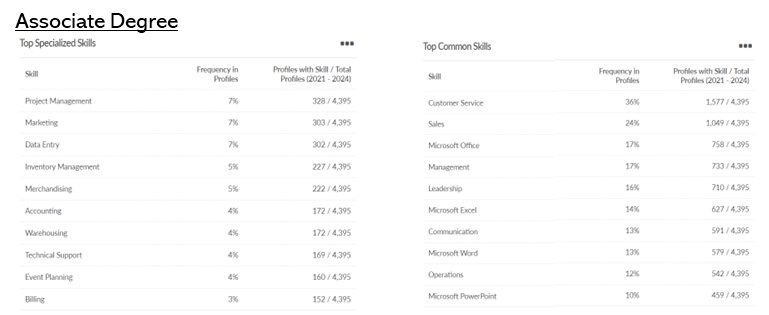 Associate Degree
Top Specialized Skills
Skill Frequency in Profiles Profiles with Skill / Total Profiles (2021 - 2024)
Project Management 7% 328 / 4,395
Marketing 7% 303 / 4,395
Data Entry 7% 302 / 4,395
Inventory Management 5% 227 / 4,395
Merchandising 5% 222 / 4,395
Accounting 4% 172 / 4,395
Warehousing 4% 172 / 4,395
Technical Support 4% 169 / 4,395
Event Planning 4% 160 / 4,395
Billing 3% 152 / 4,395
Top Common Skills
Skill Frequency in Profiles Profiles with Skill / Total Profiles (2021 - 2024)
Customer Service 36% 1,577 / 4,395
Sales 24% 1,049 / 4,395
Microsoft Office 17% 758 / 4,395
Management 17% 733 / 4,395
Leadership 16% 710 / 4,395
Microsoft Excel 14% 627 / 4,395
Communication 13% 591 / 4,395
Microsoft Word 13% 579 / 4,395
Operations 12% 542 / 4,395
Microsoft PowerPoint 10% 459 / 4,395